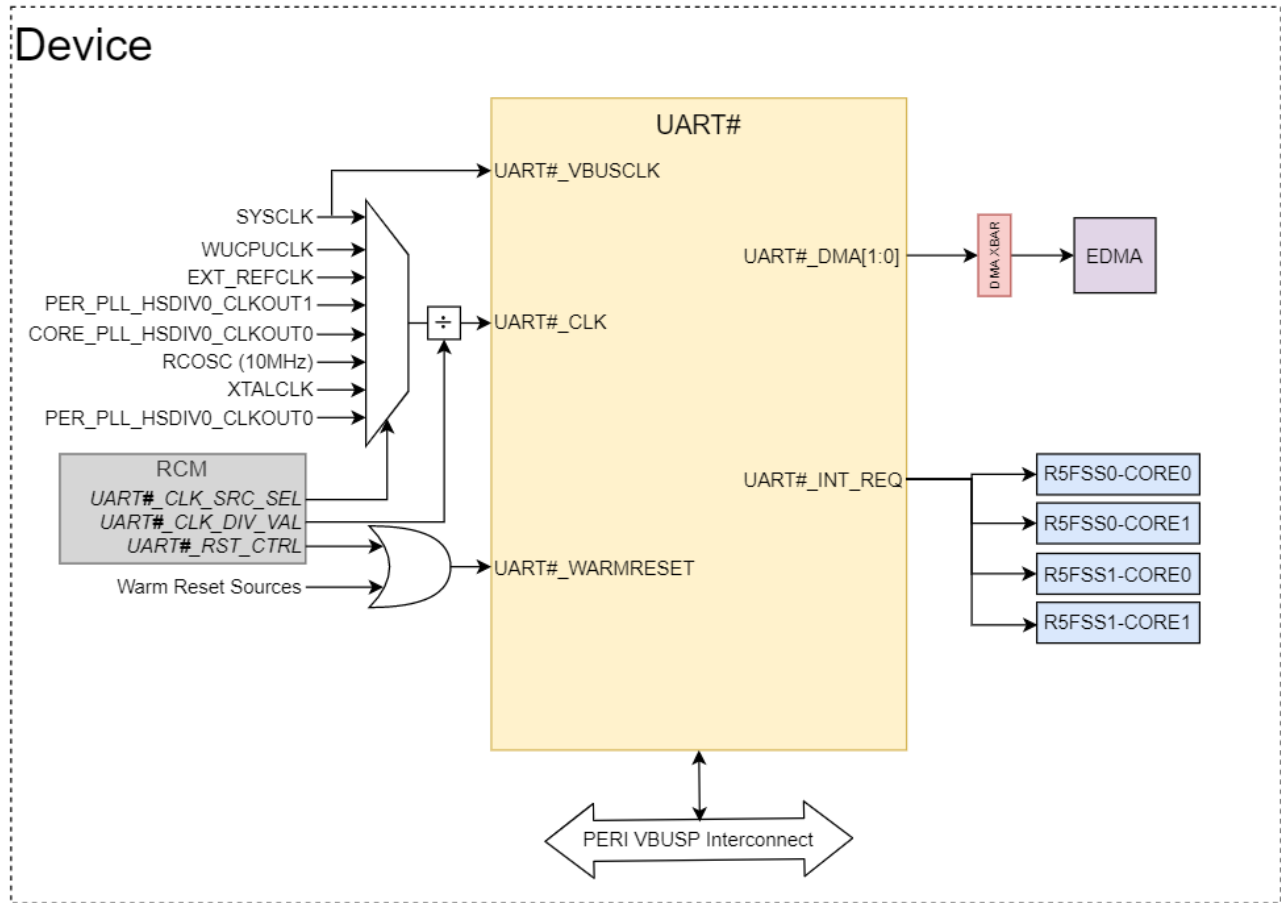 Device
UART#
UART#_VBUSCLK
SYSCLK
WUCPUCLK
EXT_REFCLK
PER_PLL_HSDIV0_CLKOUT1
CORE_PLL_HSDIV0_CLKOUT0
RCOSC (10MHz)
XTALCLK
PER_PLL_HSDIV0_CLKOUT0
÷
UART#_CLK
RCM
UART#_CLK_SRC_SEL
UART#_CLK_DIV_VAL
UART#_RST_CTRL
Warm Reset Sources
UART#_WARMRESET
UART#_DMA[1:0]
DMA XBAR
EDMA
UART#_INT_REQ
R5FSS0-CORE0
R5FSS0-CORE1
R5FSS1-CORE0
R5FSS1-CORE1
PERI VBUSP Interconnect